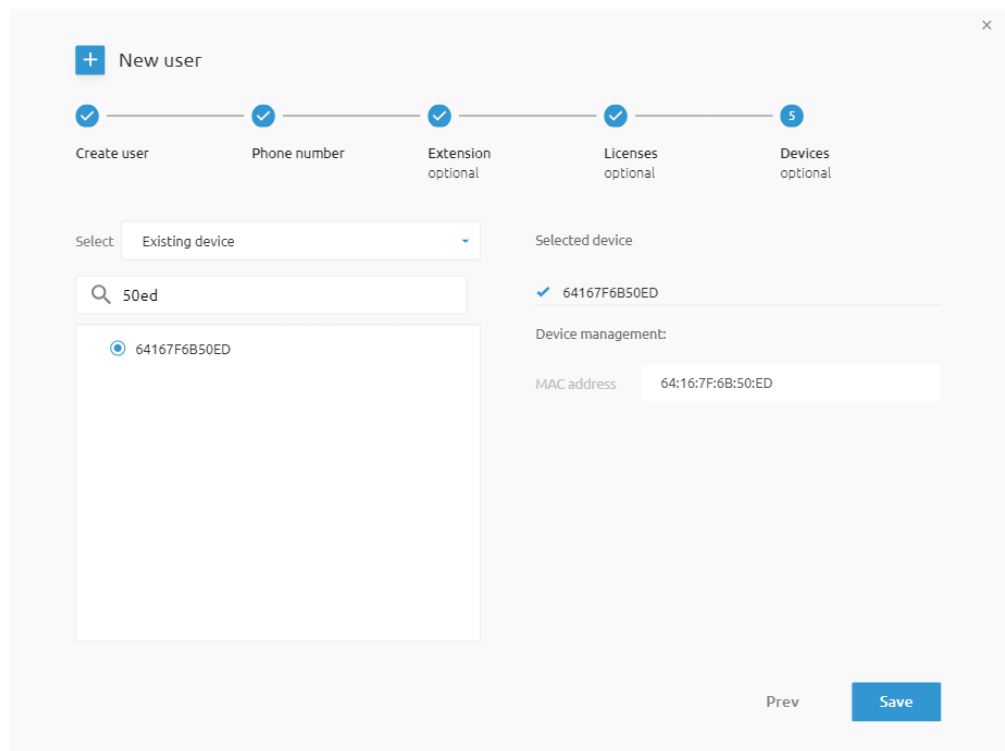 ×
+ New user
5
Create user Phone number Extension Licenses Devices
optional optional optional
Select Existing device
Selected device
50ed
64167F6B50ED
64167F6B50ED
Device management:
MAC address 64:16:7F:6B:50:ED
Prev Save